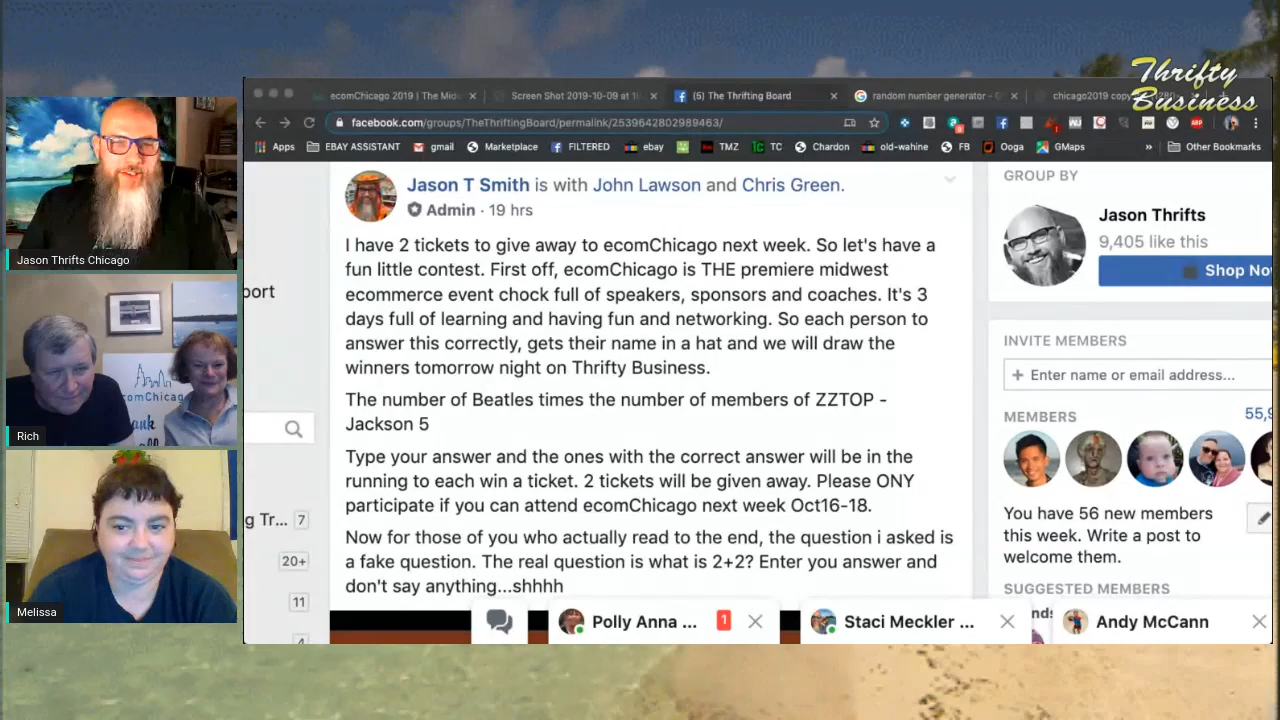 Thrifty
Business
ecomChicago 2019 | The Mid
Screen Shot 2019-10-09 at 1
(5) The Thrifting Board
random number generator - G
chicago2019 copy
facebook.com/groups/TheThriftingBoard/permalink/2539642802989463/
Apps
EBAY ASSISTANT
gmail
Marketplace
FILTERED
ebay
TMZ
TC
Chardon
old-wahine
FB
Ooga
GMaps
»
Other Bookmarks
Jason T Smith is with John Lawson and Chris Green.
Admin · 19 hrs
I have 2 tickets to give away to ecomChicago next week. So let's have a
fun little contest. First off, ecomChicago is THE premiere midwest
ecommerce event chock full of speakers, sponsors and coaches. It's 3
days full of learning and having fun and networking. So each person to
answer this correctly, gets their name in a hat and we will draw the
winners tomorrow night on Thrifty Business.
The number of Beatles times the number of members of ZZTOP -
Jackson 5
Type your answer and the ones with the correct answer will be in the
running to each win a ticket. 2 tickets will be given away. Please ONY
participate if you can attend ecomChicago next week Oct16-18.
Now for those of you who actually read to the end, the question i asked is
a fake question. The real question is what is 2+2? Enter you answer and
don't say anything...shhhh
port
g Tr... 7
20+
11
4
GROUP BY
Jason Thrifts
9,405 like this
Shop No
INVITE MEMBERS
+ Enter name or email address...
MEMBERS
55,9
You have 56 new members
this week. Write a post to
welcome them.
SUGGESTED MEMBERS
Polly Anna ... 1
Staci Meckler ...
Andy McCann
Jason Thrifts Chicago
omChicag
Rich
Melissa